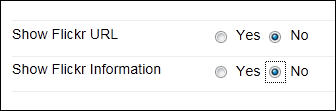 Show Flickr URL Yes No
Show Flickr Information Yes No